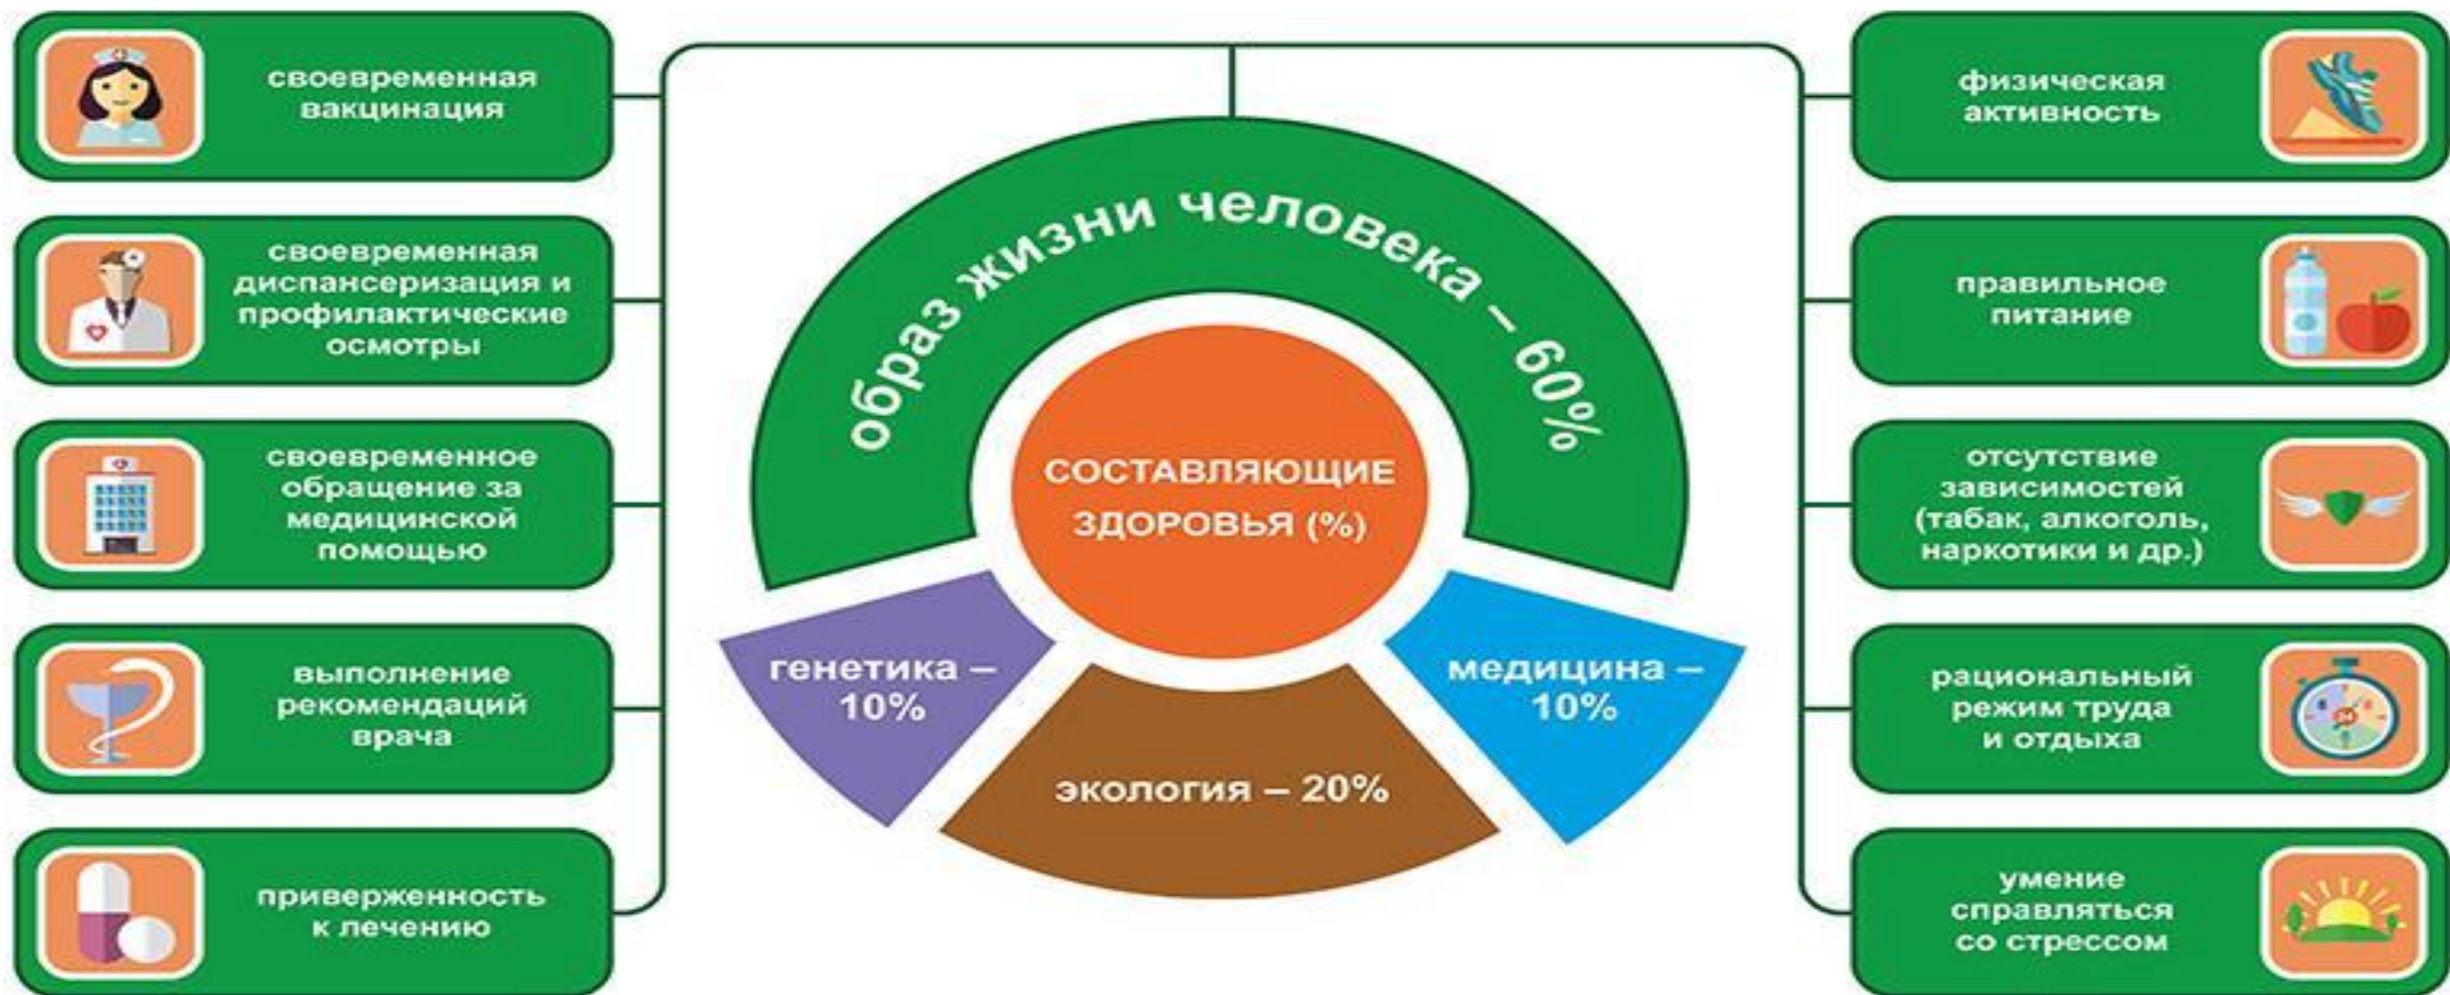 своевременная
вакцинация
своевременная
диспансеризация и
профилактические
осмотры
своевременное
обращение за
медицинской
помощью
выполнение
рекомендаций
врача
приверженность
к лечению
образ жизни человека – 60%
СОСТАВЛЯЮЩИЕ
ЗДОРОВЬЯ (%)
генетика –
10%
экология – 20%
медицина –
10%
физическая
активность
правильное
питание
отсутствие
зависимостей
(табак, алкоголь,
наркотики и др.)
рациональный
режим труда
и отдыха
умение
справляться
со стрессом